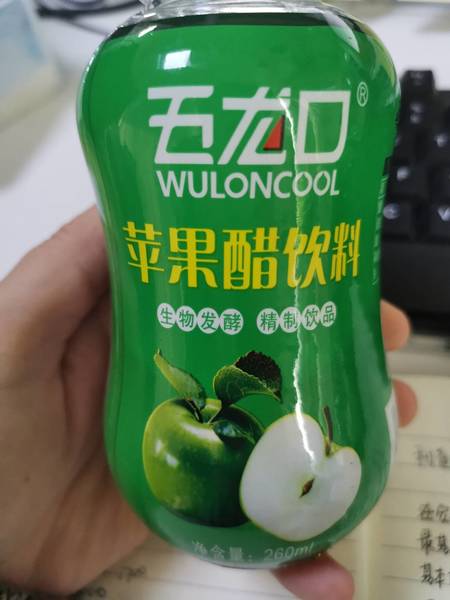 五龙口®
WULONCOOL
苹果醋饮料
生物发酵 精制饮品
净含量：260ml